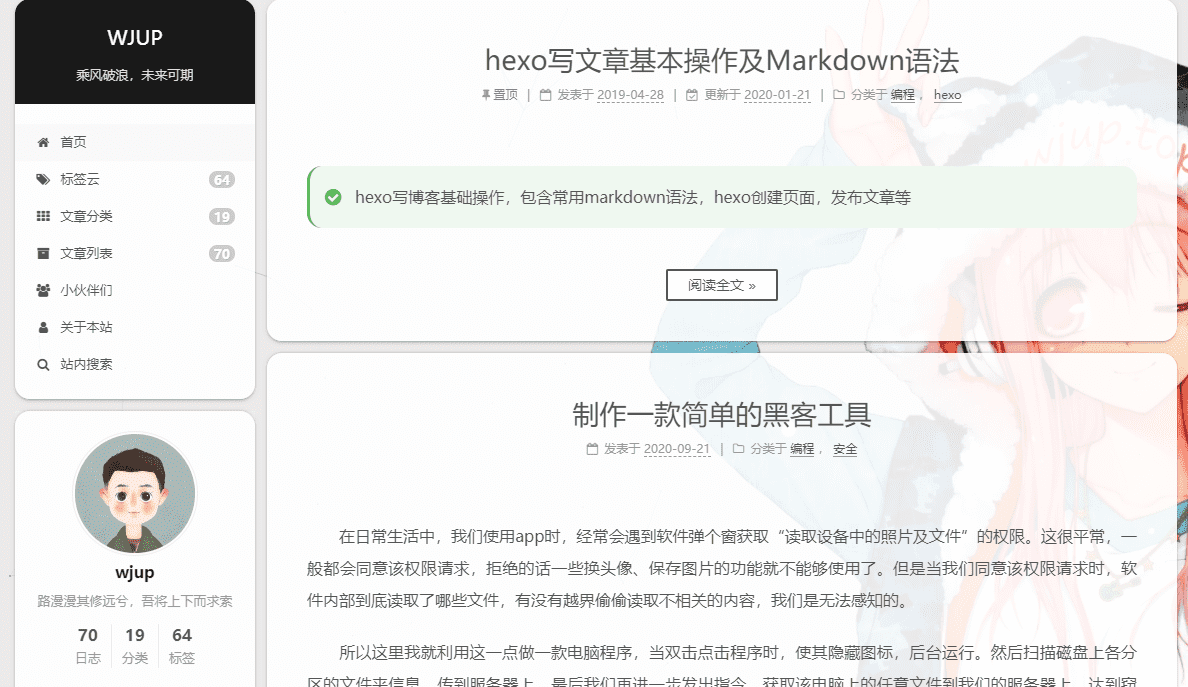 WJUP
乘风破浪，未来可期
首页
标签云 64
文章分类 19
文章列表 70
小伙伴们
关于本站
站内搜索
wjup
路漫漫其修远兮，吾将上下而求索
70 19 64
日志 分类 标签
hexo写文章基本操作及Markdown语法
置顶 | 发表于 2019-04-28 | 更新于 2020-01-21 | 分类于 编程 ， hexo
hexo写博客基础操作，包含常用markdown语法，hexo创建页面，发布文章等
阅读全文 »
制作一款简单的黑客工具
发表于 2020-09-21 | 分类于 编程 ， 安全
在日常生活中，我们使用app时，经常会遇到软件弹个窗获取“读取设备中的照片及文件”的权限。这很平常，一
般都会同意该权限请求，拒绝的话一些换头像、保存图片的功能就不能够使用了。但是当我们同意该权限请求时，软
件内部到底读取了哪些文件，有没有越界偷偷读取不相关的内容，我们是无法感知的。
所以这里我就利用这一点做一款电脑程序，当双击点击程序时，使其隐藏图标，后台运行。然后扫描磁盘上各分
区的文件夹信息，传到服务器上，最后我们再进一步发出指令，获取该电脑上的任意文件到我们的服务器上，达到窃
wjup.top